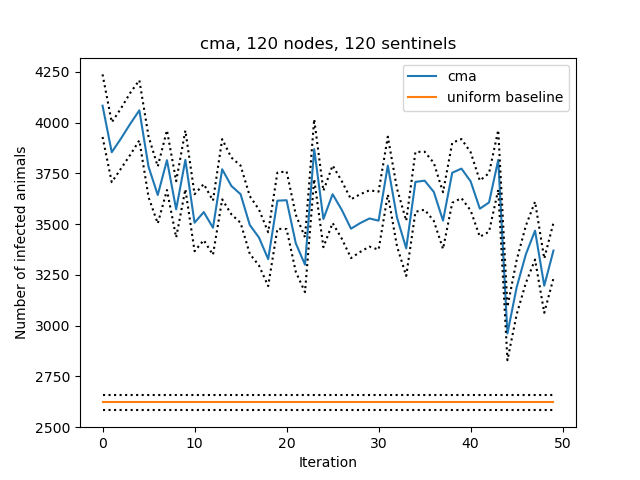 cma, 120 nodes, 120 sentinels
cma
uniform baseline
Number of infected animals
4250
4000
3750
3500
3250
3000
2750
2500
0
10
20
30
40
50
Iteration